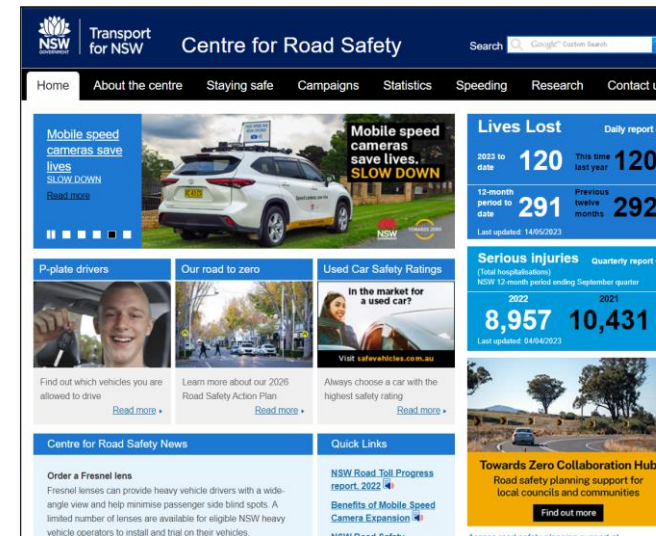 NSW
GOVERNMENT
Transport
for NSW
Centre for Road Safety
Search
Google Custom Search
Home About the centre Staying safe Campaigns Statistics Speeding Research Contact u
Mobile speed
cameras save
lives
SLOW DOWN
Read more
Mobile speed
cameras
save lives.
SLOW DOWN
NSW
TOWARDS ZERO
Lives Lost Daily report
2023 to
date
120
This time
last year
120
12-month
period to
date
291
Previous
twelve
months
292
Last updated: 14/05/2023
Serious injuries Quarterly report
(Total hospitalisations)
NSW 12-month period ending September quarter
2022 2021
8,957 10,431
Last updated: 04/04/2023
P-plate drivers
Find out which vehicles you are
allowed to drive
Read more
Our road to zero
Learn more about our 2026
Road Safety Action Plan
Read more
Used Car Safety Ratings
In the market for
a used car?
Visit safevehicles.com.au
Always choose a car with the
highest safety rating
Read more
Centre for Road Safety News
Order a Fresnel lens
Fresnel lenses can provide heavy vehicle drivers with a wide-
angle view and help minimise passenger side blind spots. A
limited number of lenses are available for eligible NSW heavy
vehicle operators to install and trial on their vehicles.
Quick Links
NSW Road Toll Progress
report, 2022
Benefits of Mobile Speed
Camera Expansion
NSW Road Safety
Towards Zero Collaboration Hub
Road safety planning support for
local councils and communities
Find out more